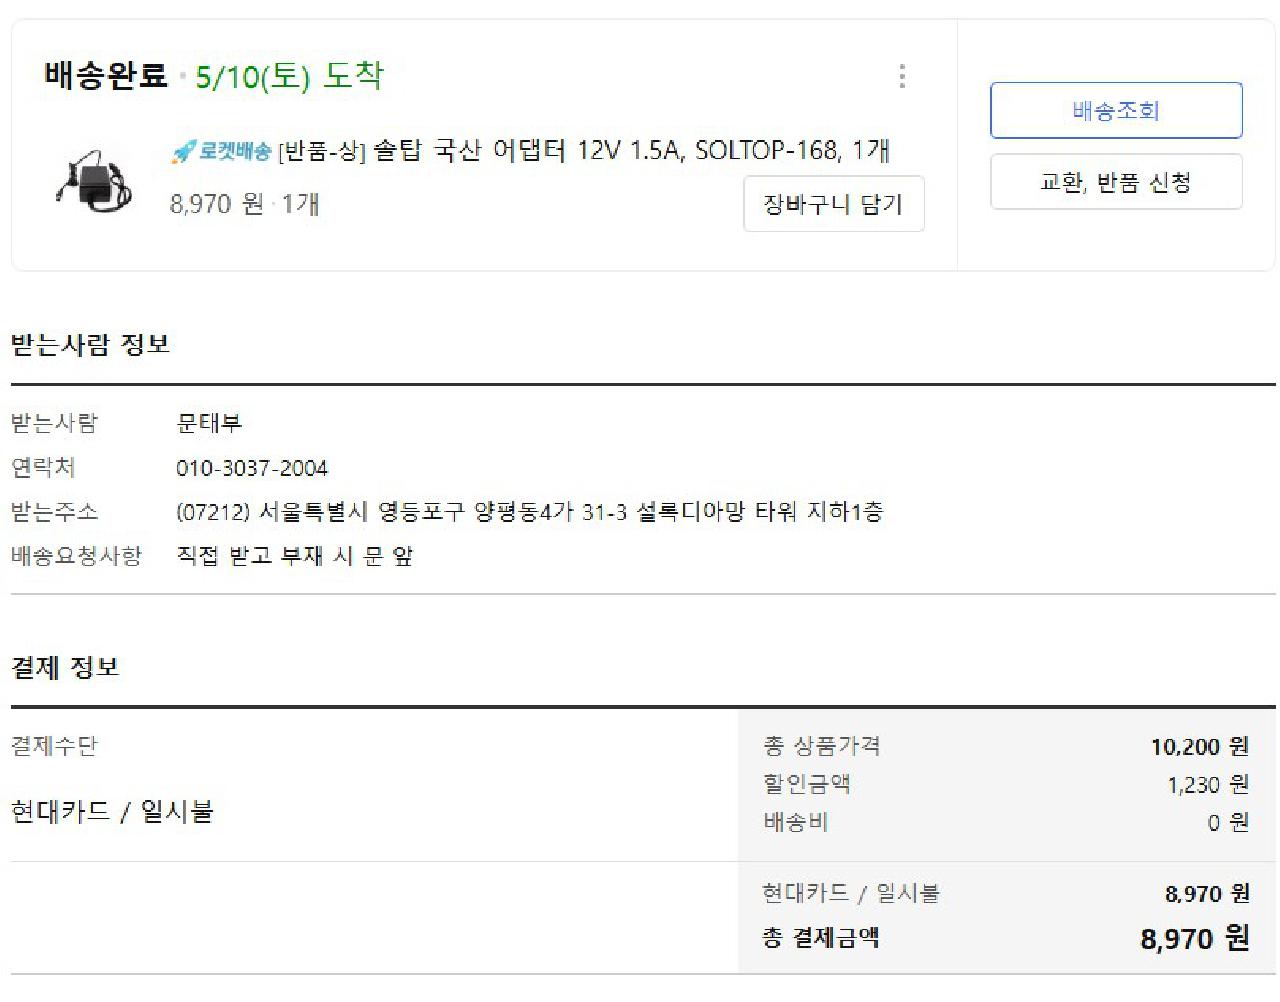 배송완료 · 5/10(토) 도착
로켓배송 [반품-상] 솔탑 국산 어댑터 12V 1.5A, SOLTOP-168, 1개
8,970 원 · 1개
장바구니 담기
배송조회
교환, 반품 신청
받는사람 정보
받는사람 문태부
연락처 010-3037-2004
받는주소 (07212) 서울특별시 영등포구 양평동4가 31-3 설록디아망 타워 지하1층
배송요청사항 직접 받고 부재 시 문 앞
결제 정보
결제수단
현대카드 / 일시불
총 상품가격 10,200 원
할인금액 1,230 원
배송비 0 원
현대카드 / 일시불 8,970 원
총 결제금액 8,970 원